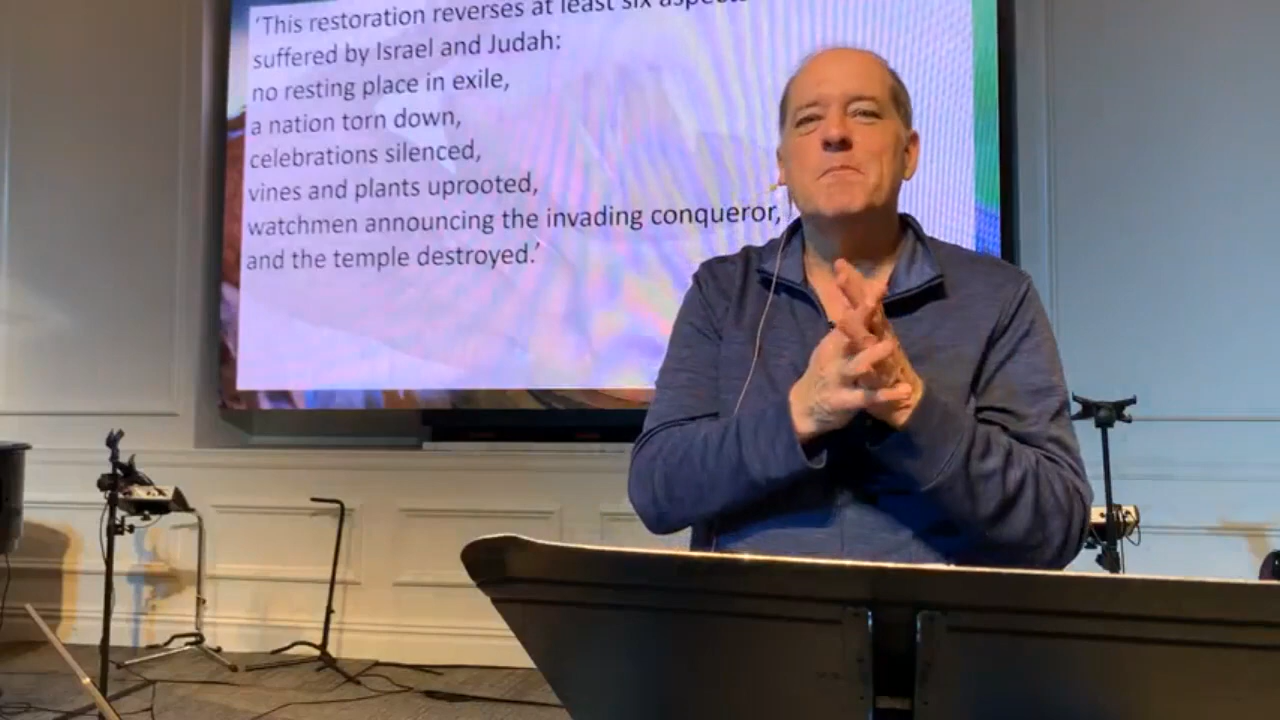 'This restoration reverses at least six aspects
suffered by Israel and Judah:
no resting place in exile,
a nation torn down,
celebrations silenced,
vines and plants uprooted,
watchmen announcing the invading conqueror,
and the temple destroyed.'